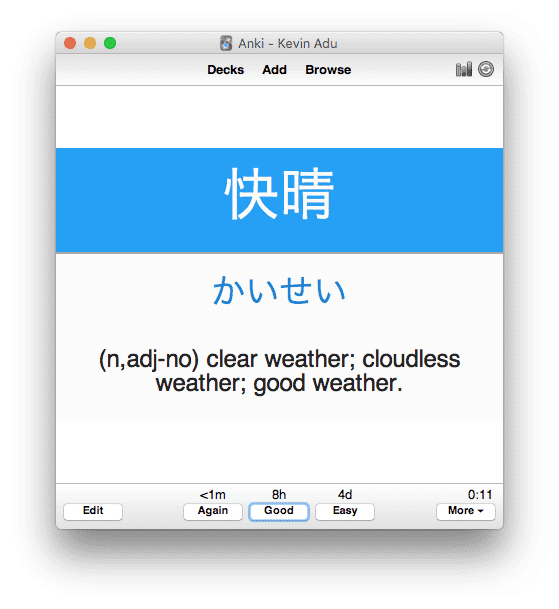 Anki - Kevin Adu
Decks Add Browse
快晴
かいせい
(n,adj-no) clear weather; cloudless
weather; good weather.
<1m 8h 4d 0:11
Edit Again Good Easy More